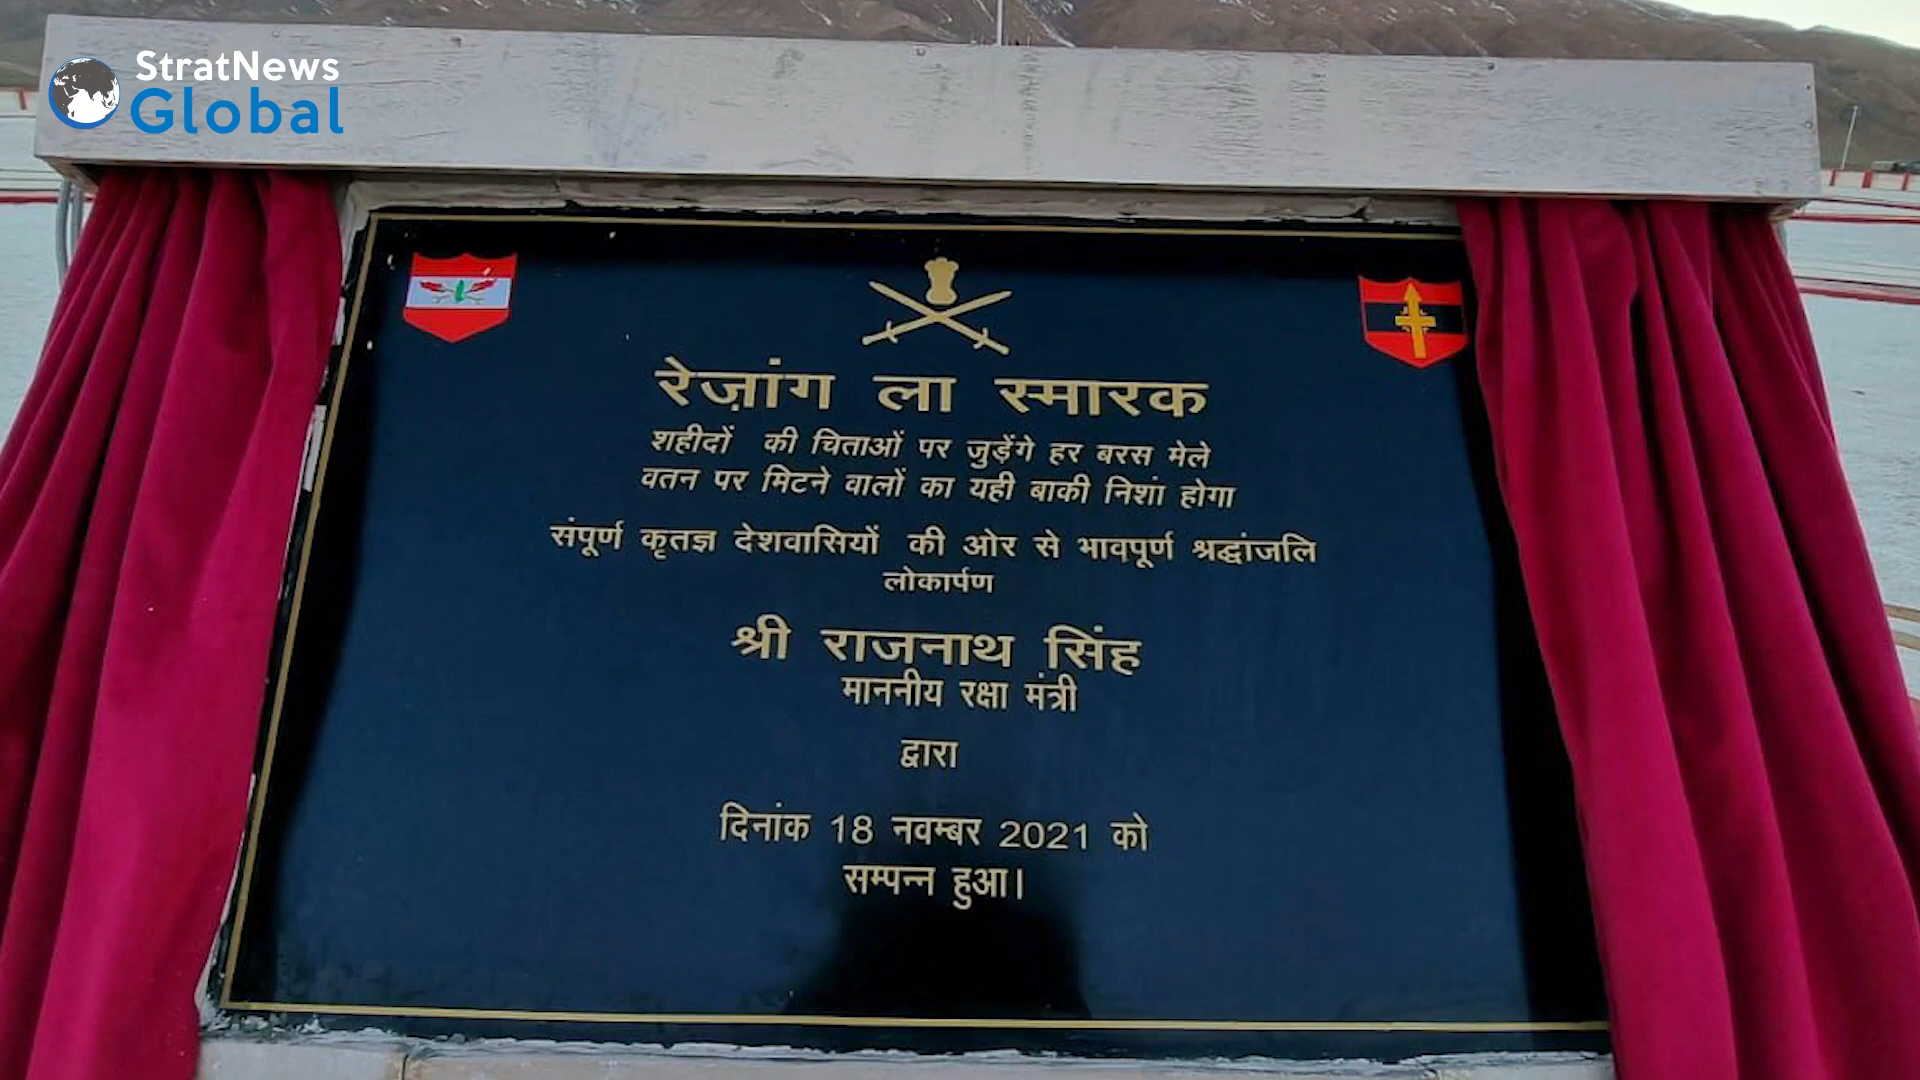 StratNews
Global
रेज़ांग ला स्मारक
शहीदों की चिताओं पर जुड़ेंगे हर बरस मेले
वतन पर मिटने वालों का यही बाकी निशां होगा
संपूर्ण कृतज्ञ देशवासियों की ओर से भावपूर्ण श्रद्धांजलि
लोकार्पण
श्री राजनाथ सिंह
माननीय रक्षा मंत्री
द्वारा
दिनांक 18 नवम्बर 2021 को
सम्पन्न हुआ।